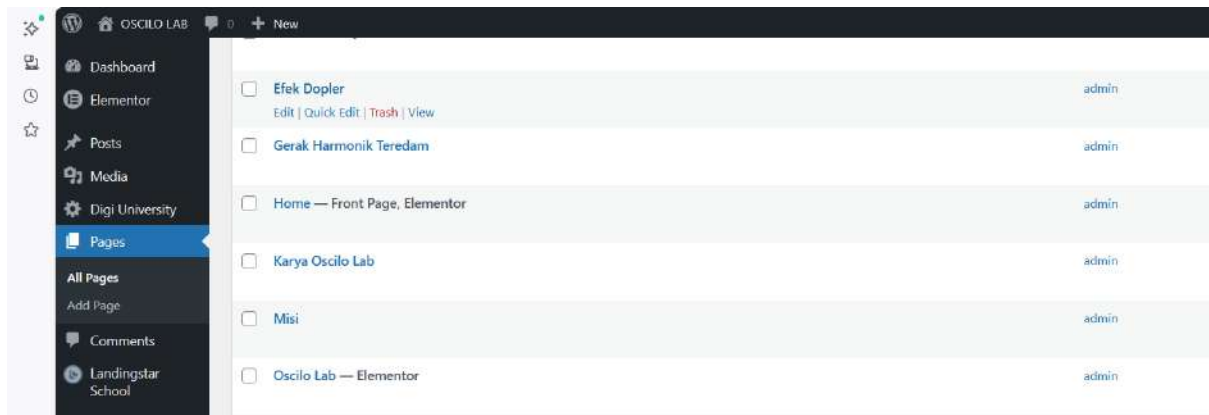 OSCILO LAB 0 + New
Dashboard
Elementor
Posts
Media
Digi University
Pages
All Pages
Add Page
Comments
Landingstar
School
Efek Dopler admin
Edit | Quick Edit | Trash | View
Gerak Harmonik Teredam admin
Home — Front Page, Elementor admin
Karya Oscilo Lab admin
Misi admin
Oscilo Lab — Elementor admin